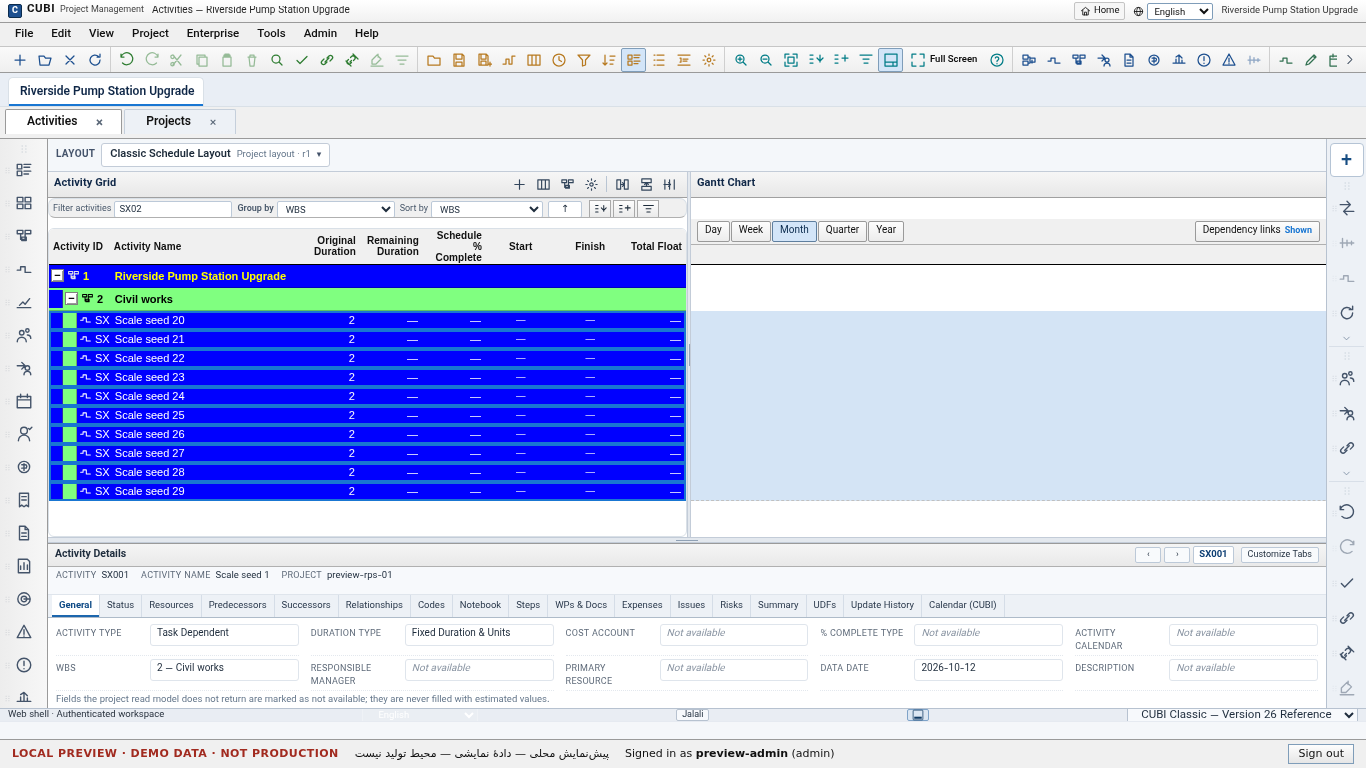 CUBI Project Management Activities — Riverside Pump Station Upgrade Home English Riverside Pump Station Upgrade
File Edit View Project Enterprise Tools Admin Help
Full Screen
Riverside Pump Station Upgrade
Activities × Projects ×
LAYOUT Classic Schedule Layout Project layout · r1
Activity Grid Gantt Chart
Filter activities SX02 Group by WBS Sort by WBS ↑
Day Week Month Quarter Year Dependency links Shown
Activity ID Activity Name Original Duration Remaining Duration Schedule % Complete Start Finish Total Float
1 Riverside Pump Station Upgrade
2 Civil works
SX Scale seed 20 2 — — — — —
SX Scale seed 21 2 — — — — —
SX Scale seed 22 2 — — — — —
SX Scale seed 23 2 — — — — —
SX Scale seed 24 2 — — — — —
SX Scale seed 25 2 — — — — —
SX Scale seed 26 2 — — — — —
SX Scale seed 27 2 — — — — —
SX Scale seed 28 2 — — — — —
SX Scale seed 29 2 — — — — —
Activity Details ‹ › SX001 Customize Tabs
ACTIVITY SX001 ACTIVITY NAME Scale seed 1 PROJECT preview-rps-01
General Status Resources Predecessors Successors Relationships Codes Notebook Steps WPs & Docs Expenses Issues Risks Summary UDFs Update History Calendar (CUBI)
ACTIVITY TYPE Task Dependent DURATION TYPE Fixed Duration & Units COST ACCOUNT Not available % COMPLETE TYPE Not available ACTIVITY CALENDAR Not available
WBS 2 — Civil works RESPONSIBLE MANAGER Not available PRIMARY RESOURCE Not available DATA DATE 2026-10-12 DESCRIPTION Not available
Fields the project read model does not return are marked as not available; they are never filled with estimated values.
Web shell · Authenticated workspace English Jalali CUBI Classic — Version 26 Reference
LOCAL PREVIEW · DEMO DATA · NOT PRODUCTION پیش‌نمایش محلی — دادهٔ نمایشی — محیط تولید نیست Signed in as preview-admin (admin) Sign out